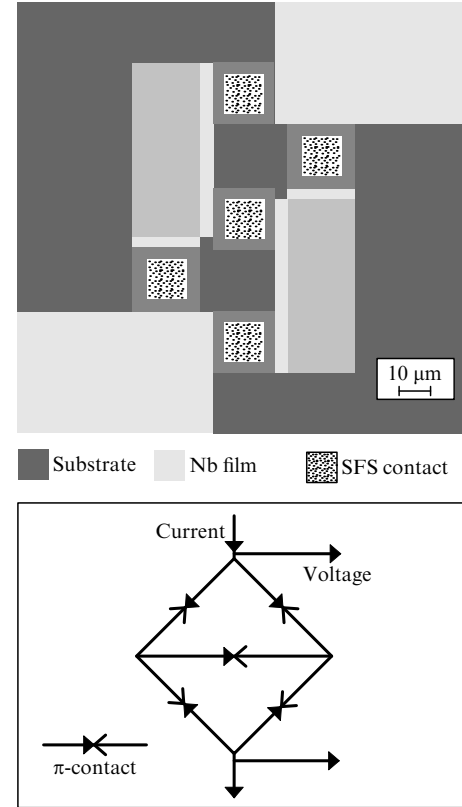 10 μm
Substrate
Nb film
SFS contact
Current
Voltage
π-contact